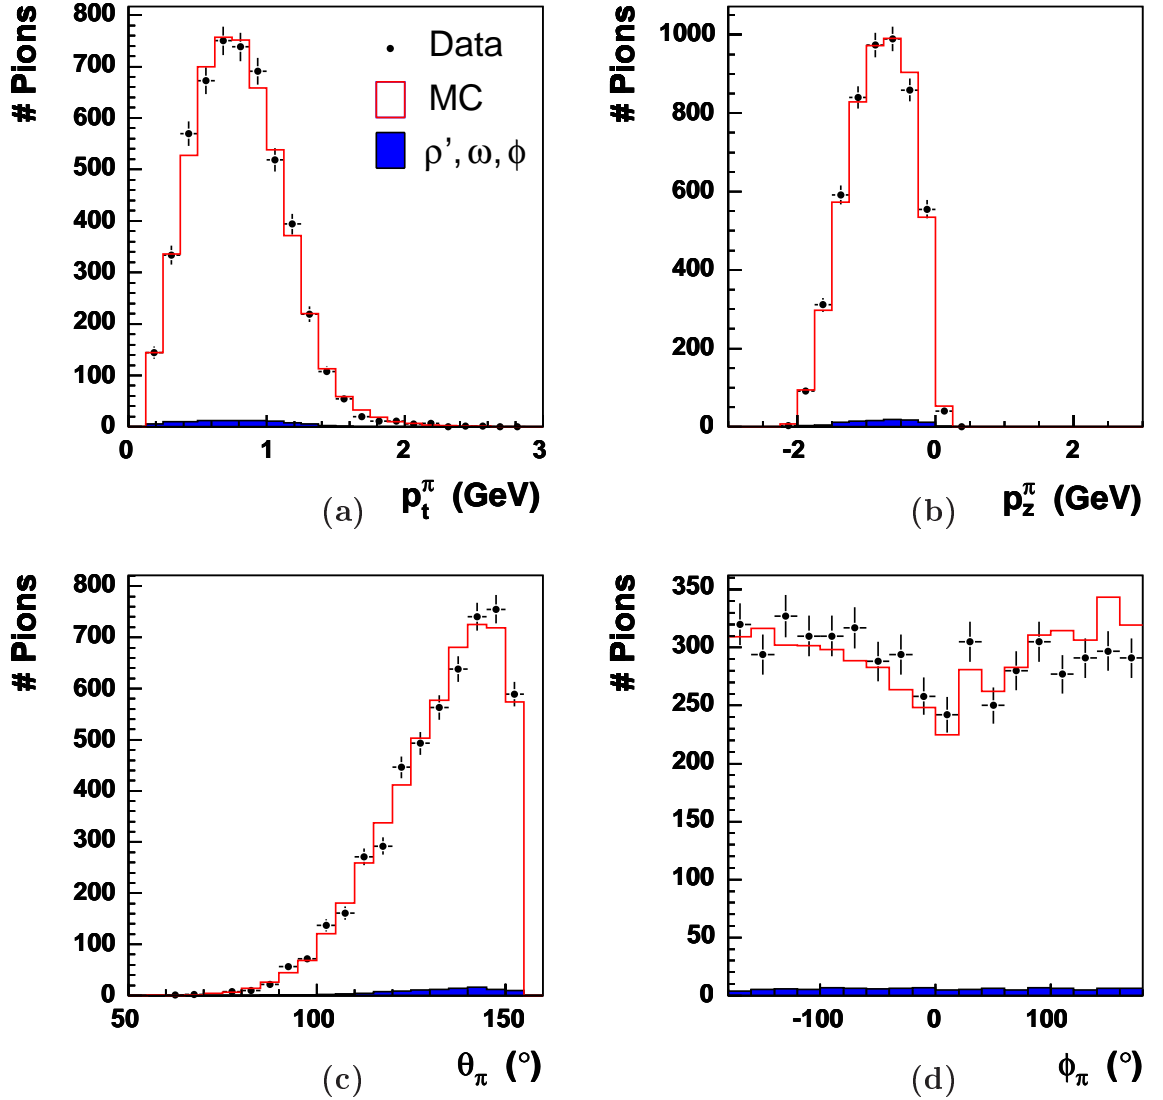 # Pions
800
700
600
500
400
300
200
100
0
0 1 2 3
Data
MC
ρ', ω, ϕ
p_t^π (GeV)
(a)
# Pions
1000
800
600
400
200
0
-2 0 2
p_z^π (GeV)
(b)
# Pions
800
700
600
500
400
300
200
100
0
50 100 150
θ_π (°)
(c)
# Pions
350
300
250
200
150
100
50
0
-100 0 100
ϕ_π (°)
(d)